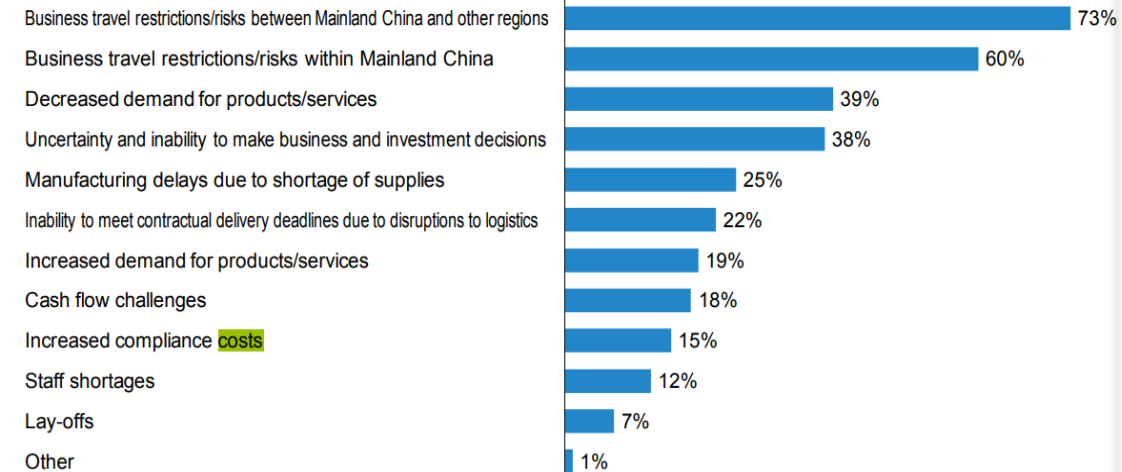 Business travel restrictions/risks between Mainland China and other regions 73%
Business travel restrictions/risks within Mainland China 60%
Decreased demand for products/services 39%
Uncertainty and inability to make business and investment decisions 38%
Manufacturing delays due to shortage of supplies 25%
Inability to meet contractual delivery deadlines due to disruptions to logistics 22%
Increased demand for products/services 19%
Cash flow challenges 18%
Increased compliance costs 15%
Staff shortages 12%
Lay-offs 7%
Other 1%